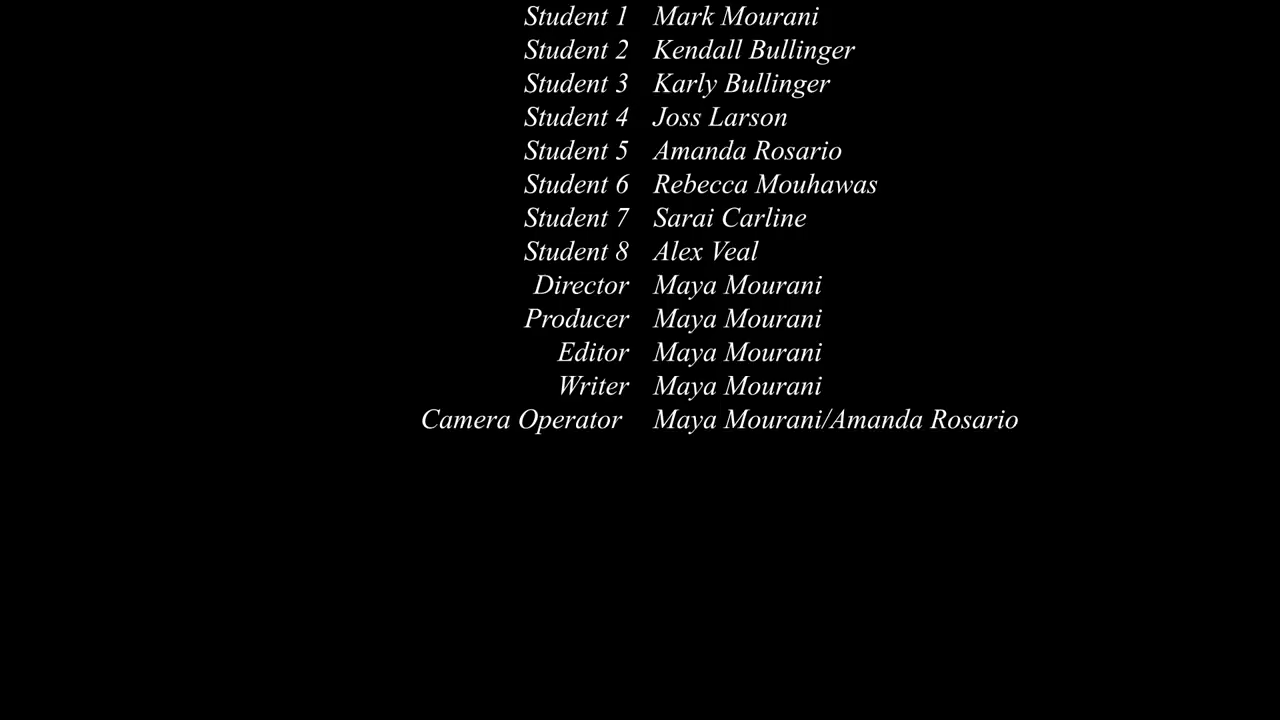 Student 1 Mark Mourani
Student 2 Kendall Bullinger
Student 3 Karly Bullinger
Student 4 Joss Larson
Student 5 Amanda Rosario
Student 6 Rebecca Mouhawas
Student 7 Sarai Carline
Student 8 Alex Veal
Director Maya Mourani
Producer Maya Mourani
Editor Maya Mourani
Writer Maya Mourani
Camera Operator Maya Mourani/Amanda Rosario